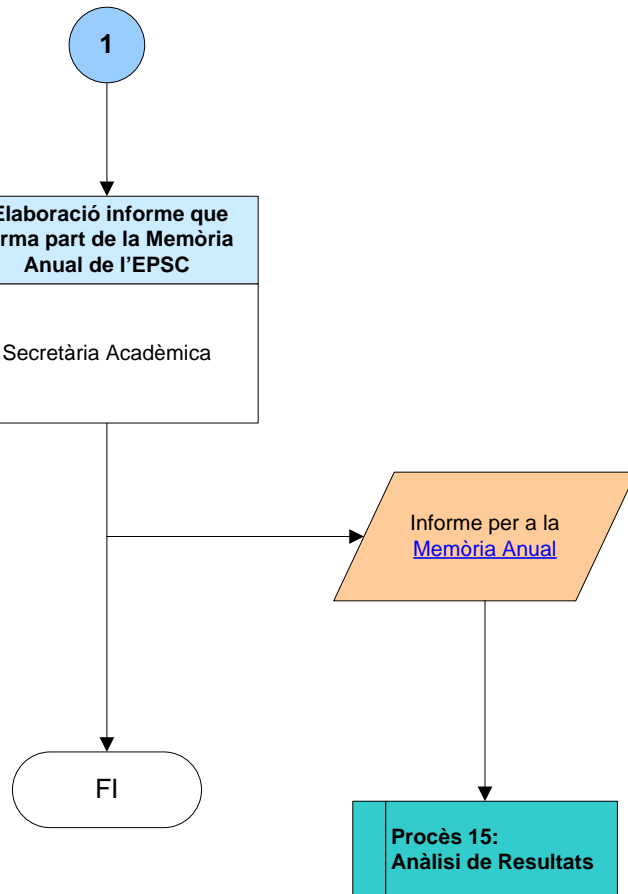 1
Elaboració informe que
forma part de la Memòria
Anual de l'EPSC
Secretària Acadèmica
Informe per a la
Memòria Anual
FI
Procès 15:
Anàlisi de Resultats